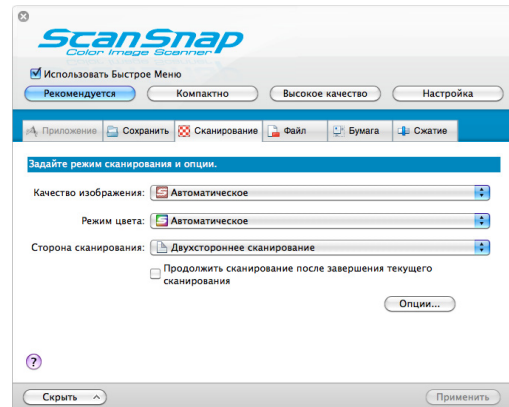 ScanSnap
Color Image Scanner
Использовать Быстрое Меню
Рекомендуется Компактно Высокое качество Настройка
Приложение Сохранить Сканирование Файл Бумага Сжатие
Задайте режим сканирования и опции.
Качество изображения: Автоматическое
Режим цвета: Автоматическое
Сторона сканирования: Двухстороннее сканирование
Продолжить сканирование после завершения текущего
сканирования
Опции...
?
Скрыть Применить